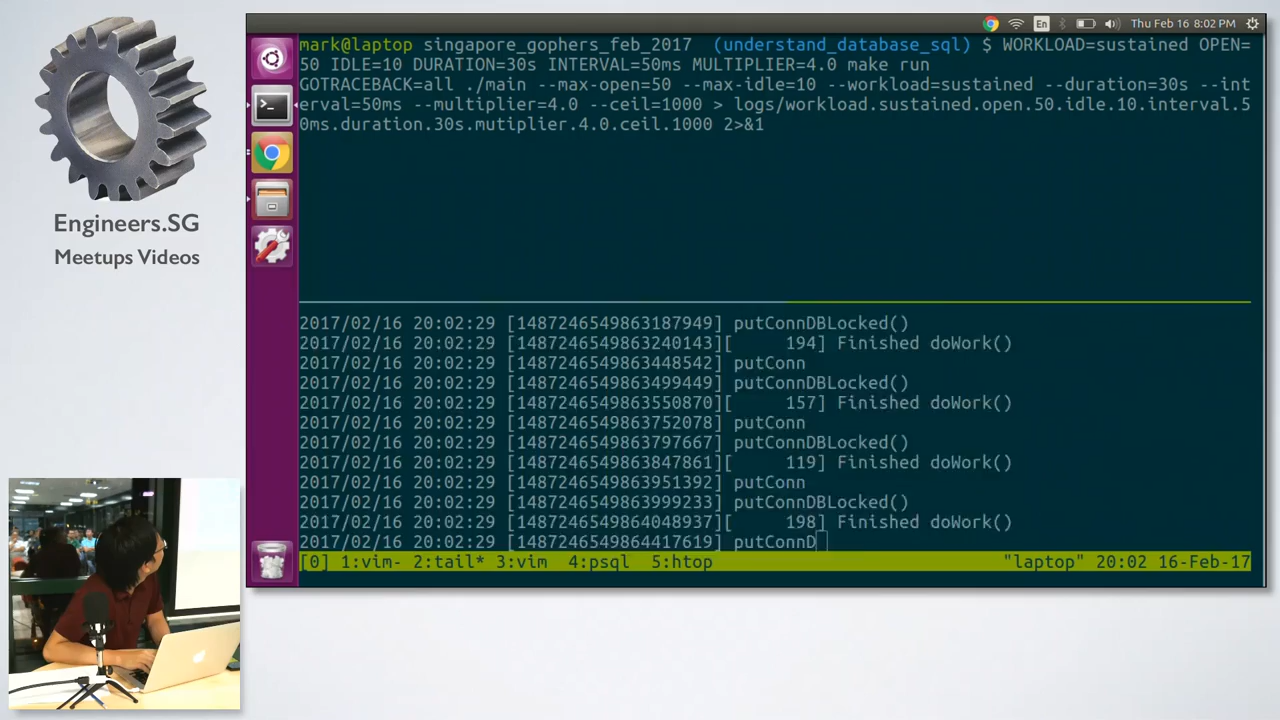 Engineers.SG
Meetups Videos
En
Thu Feb 16 8:02 PM
mark@laptop singapore_gophers_feb_2017 (understand_database_sql) $ WORKLOAD=sustained OPEN=
50 IDLE=10 DURATION=30s INTERVAL=50ms MULTIPLIER=4.0 make run
GOTRACEBACK=all ./main --max-open=50 --max-idle=10 --workload=sustained --duration=30s --int
erval=50ms --multiplier=4.0 --ceil=1000 > logs/workload.sustained.open.50.idle.10.interval.5
0ms.duration.30s.mutiplier.4.0.ceil.1000 2>&1
2017/02/16 20:02:29 [1487246549863187949] putConnDBLocked()
2017/02/16 20:02:29 [1487246549863240143][ 194] Finished doWork()
2017/02/16 20:02:29 [1487246549863448542] putConn
2017/02/16 20:02:29 [1487246549863499449] putConnDBLocked()
2017/02/16 20:02:29 [1487246549863550870][ 157] Finished doWork()
2017/02/16 20:02:29 [1487246549863752078] putConn
2017/02/16 20:02:29 [1487246549863797667] putConnDBLocked()
2017/02/16 20:02:29 [1487246549863847861][ 119] Finished doWork()
2017/02/16 20:02:29 [1487246549863951392] putConn
2017/02/16 20:02:29 [1487246549863999233] putConnDBLocked()
2017/02/16 20:02:29 [1487246549864048937][ 198] Finished doWork()
2017/02/16 20:02:29 [1487246549864417619] putConnD
[0] 1:vim- 2:tail* 3:vim 4:psql 5:htop "laptop" 20:02 16-Feb-17